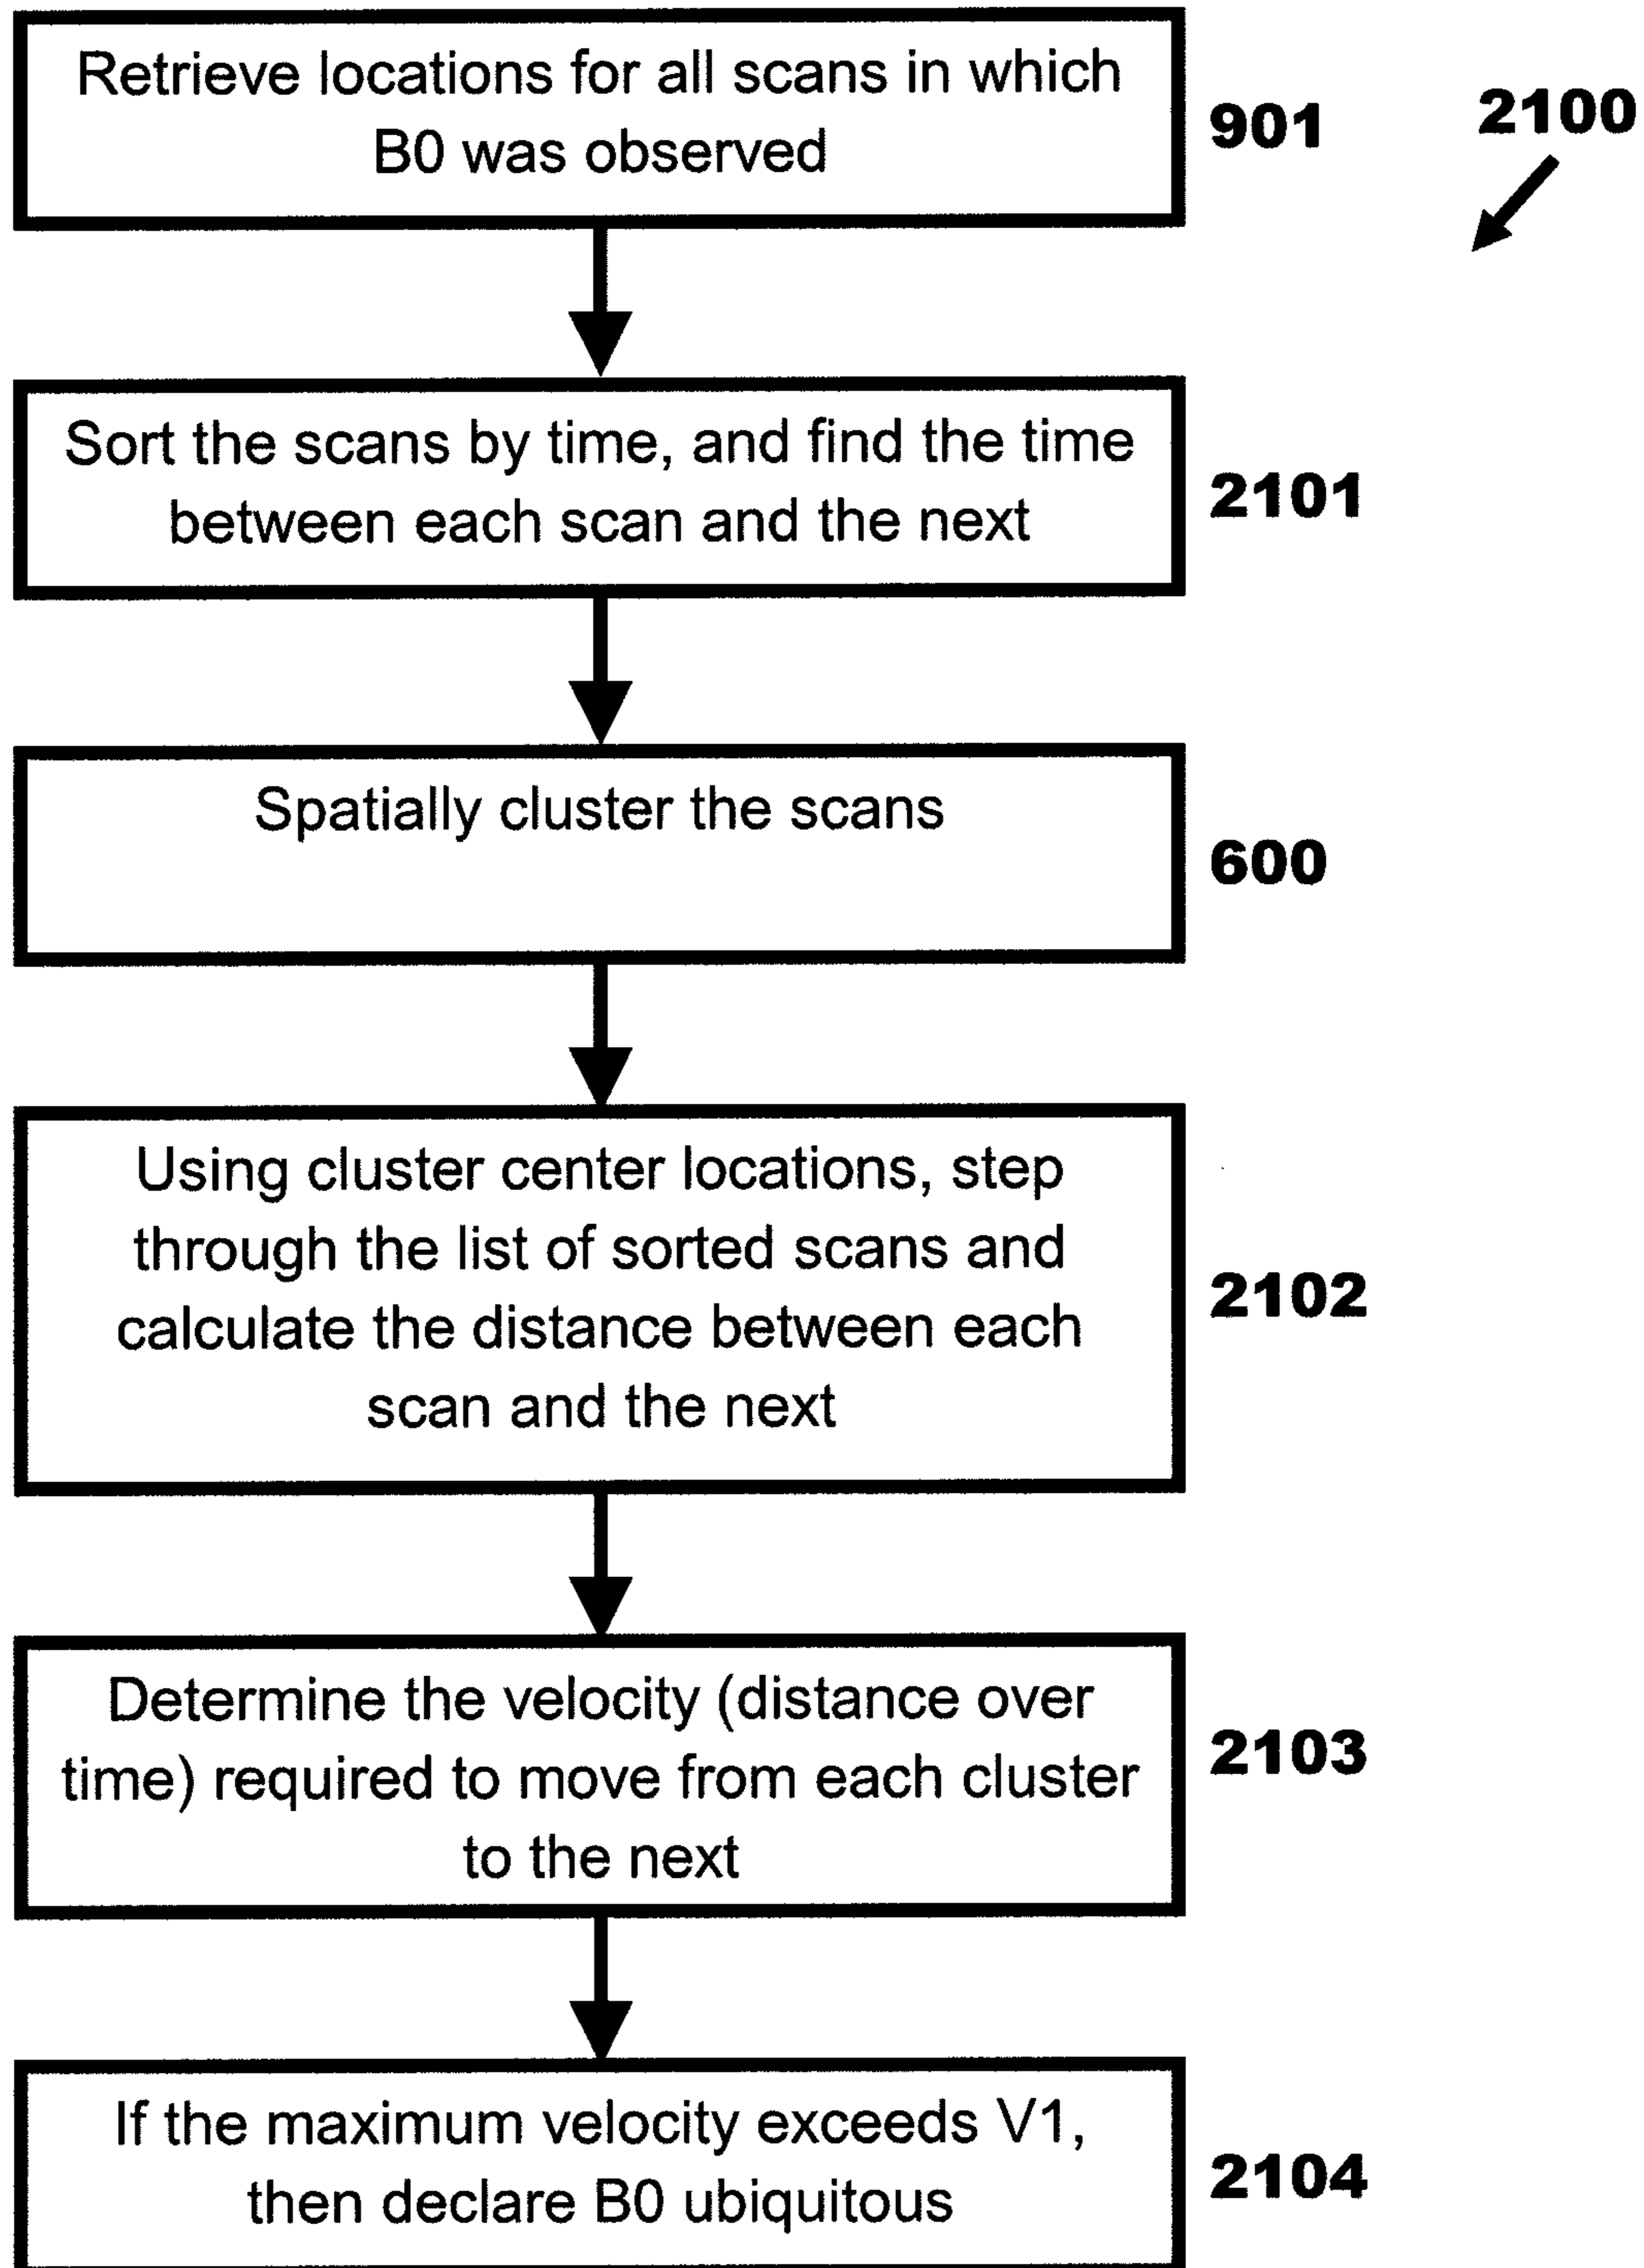 Retrieve locations for all scans in which
B0 was observed
901
2100
Sort the scans by time, and find the time
between each scan and the next
2101
Spatially cluster the scans
600
Using cluster center locations, step
through the list of sorted scans and
calculate the distance between each
scan and the next
2102
Determine the velocity (distance over
time) required to move from each cluster
to the next
2103
If the maximum velocity exceeds V1,
then declare B0 ubiquitous
2104